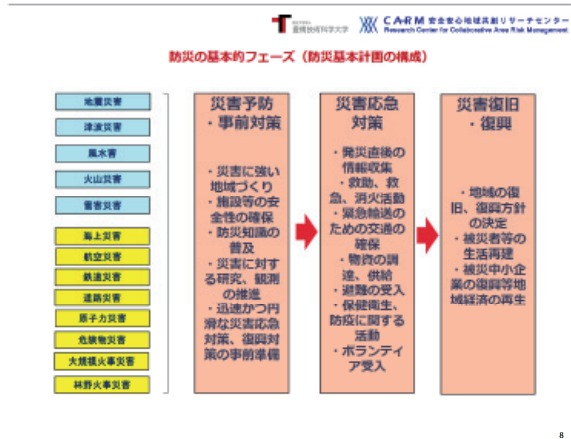 豊橋技術科学大学
CARM 安全安心地域共創リサーチセンター
Research Center for Collaborative Area Risk Management
防災の基本的フェーズ（防災基本計画の構成）
地震災害
津波災害
風水害
火山災害
雪害災害
海上災害
航空災害
鉄道災害
道路災害
原子力災害
危険物災害
大規模火事災害
林野火事災害
災害予防
・事前対策
・災害に強い
地域づくり
・施設等の安
全性の確保
・防災知識の
普及
・災害に対す
る研究、観測
の推進
・迅速かつ円
滑な災害応急
対策、復興対
策の事前準備
災害応急
対策
・発災直後の
情報収集
・救助、救
急、消火活動
・緊急輸送の
ための交通の
確保
・物資の調
達、供給
・避難の受入
・保健衛生、
防疫に関する
活動
・ボランティ
ア受入
災害復旧
・復興
・地域の復
旧、復興方針
の決定
・被災者等の
生活再建
・被災中小企
業の復興等地
域経済の再生
8